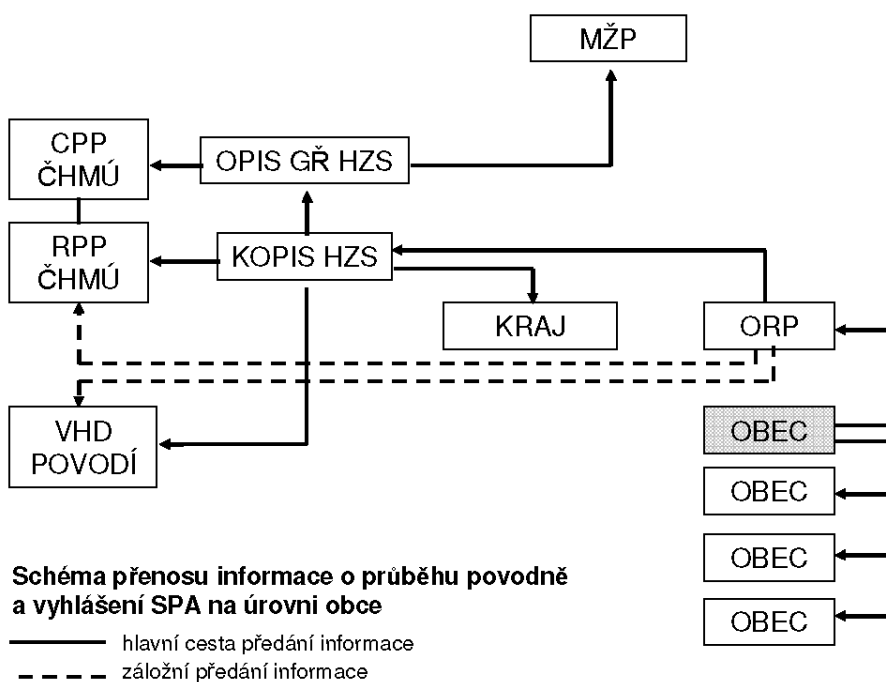 MŽP
CPP
ČHMÚ
OPIS GŘ HZS
RPP
ČHMÚ
KOPIS HZS
KRAJ
ORP
VHD
POVODÍ
OBEC
OBEC
OBEC
OBEC
Schéma přenosu informace o průběhu povodně
a vyhlášení SPA na úrovni obce
hlavní cesta předání informace
záložní předání informace